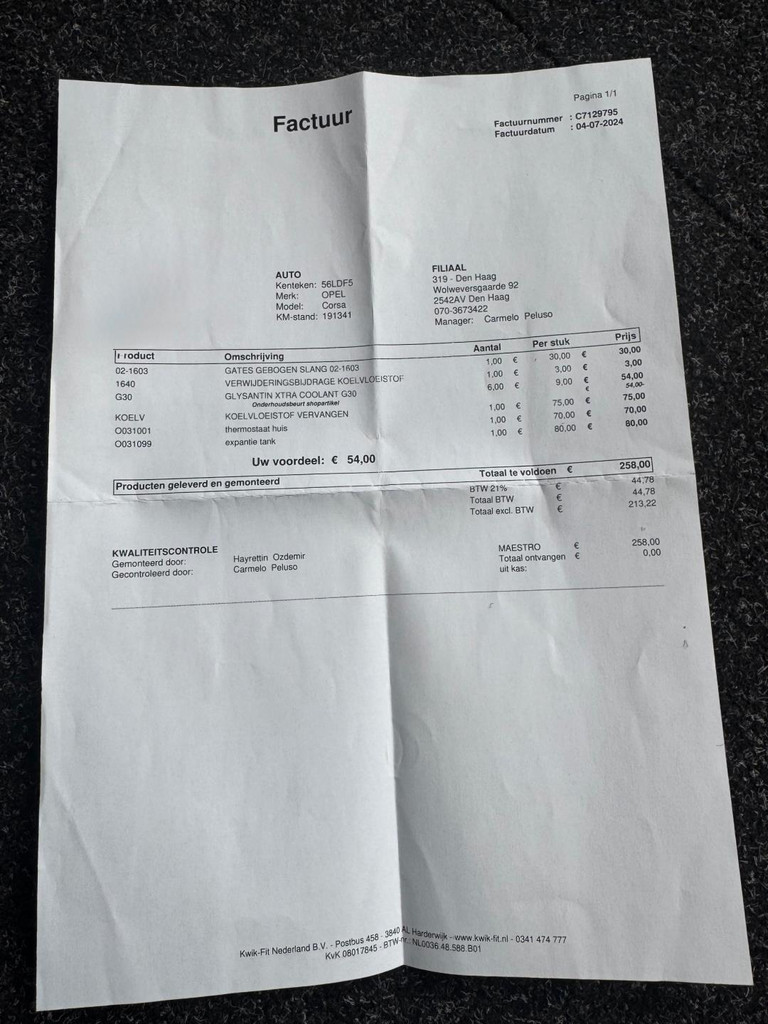 Pagina 1/1
Factuur
Factuurnummer : C7129795
Factuurdatum : 04-07-2024
AUTO
Kenteken: 56LDF5
Merk: OPEL
Model: Corsa
KM-stand: 191341
FILIAAL
319 - Den Haag
Wolweversgaarde 92
2542AV Den Haag
070-3673422
Manager: Carmelo Peluso
Product Omschrijving Aantal Per stuk Prijs
02-1603 GATES GEBOGEN SLANG 02-1603 1,00 € 30,00 € 30,00
1640 VERWIJDERINGSBIJDRAGE KOELVLOEISTOF 1,00 € 3,00 € 3,00
G30 GLYSANTIN XTRA COOLANT G30 6,00 € 9,00 € 54,00
Onderhoudsbeurt shopartikel € 54,00-
KOELV KOELVLOEISTOF VERVANGEN 1,00 € 75,00 € 75,00
O031001 thermostaat huis 1,00 € 70,00 € 70,00
O031099 expantie tank 1,00 € 80,00 € 80,00
Uw voordeel: € 54,00
Producten geleverd en gemonteerd Totaal te voldoen € 258,00
BTW 21% € 44,78
Totaal BTW € 44,78
Totaal excl. BTW € 213,22
KWALITEITSCONTROLE
Gemonteerd door: Hayrettin Ozdemir
Gecontroleerd door: Carmelo Peluso
MAESTRO € 258,00
Totaal ontvangen € 0,00
uit kas:
Kwik-Fit Nederland B.V. - Postbus 458 - 3840 AL Harderwijk - www.kwik-fit.nl - 0341 474 777
KvK 08017845 - BTW-nr.: NL0036.48.588.B01